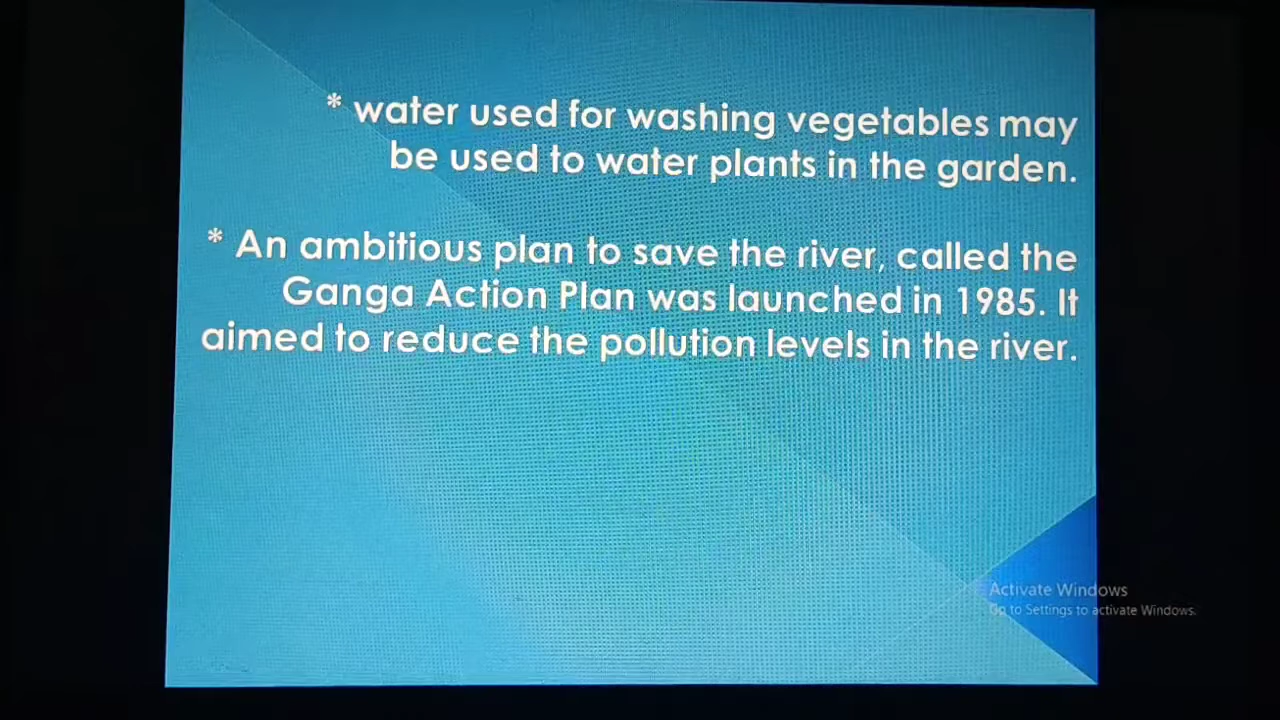 * water used for washing vegetables may
be used to water plants in the garden.
* An ambitious plan to save the river, called the
Ganga Action Plan was launched in 1985. It
aimed to reduce the pollution levels in the river.
Activate Windows
Go to Settings to activate Windows.